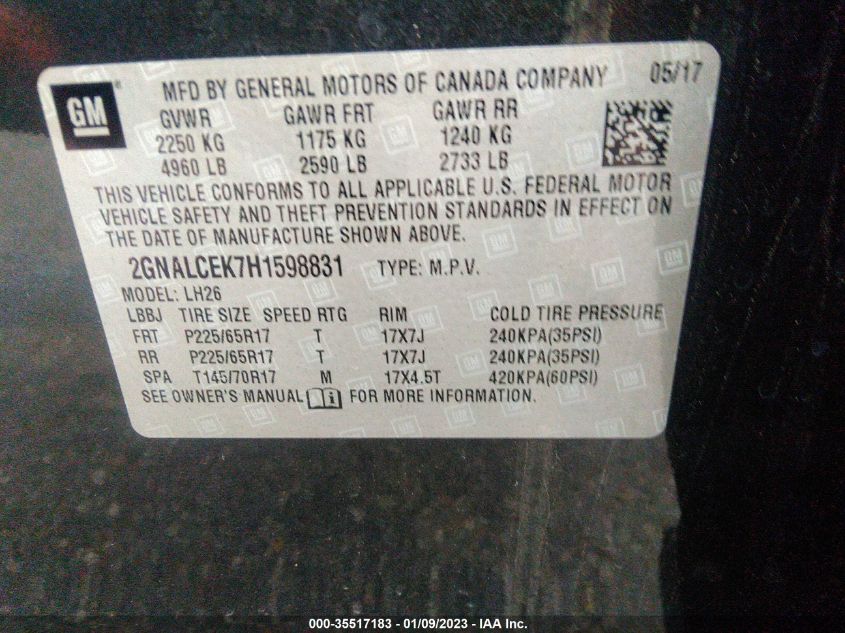 GM
MFD BY GENERAL MOTORS OF CANADA COMPANY 05/17
GVWR GAWR FRT GAWR RR
2250 KG 1175 KG 1240 KG
4960 LB 2590 LB 2733 LB
THIS VEHICLE CONFORMS TO ALL APPLICABLE U.S. FEDERAL MOTOR
VEHICLE SAFETY AND THEFT PREVENTION STANDARDS IN EFFECT ON
THE DATE OF MANUFACTURE SHOWN ABOVE.
2GNALCEK7H1598831 TYPE: M.P.V.
MODEL: LH26
LBBJ TIRE SIZE SPEED RTG RIM COLD TIRE PRESSURE
FRT P225/65R17 T 17X7J 240KPA(35PSI)
RR P225/65R17 T 17X7J 240KPA(35PSI)
SPA T145/70R17 M 17X4.5T 420KPA(60PSI)
SEE OWNER'S MANUAL FOR MORE INFORMATION.
000-35517183 - 01/09/2023 - IAA Inc.